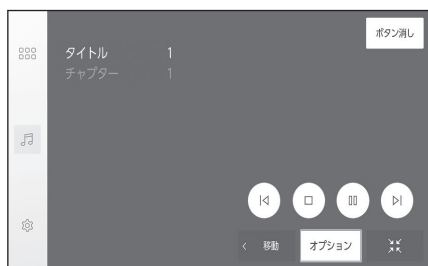 ボタン消し
タイトル 1
チャプター 1
移動 オプション